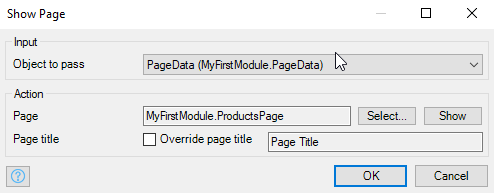 Show Page
Input
Object to pass PageData (MyFirstModule.PageData)
Action
Page MyFirstModule.ProductsPage Select... Show
Page title Override page title Page Title
? OK Cancel